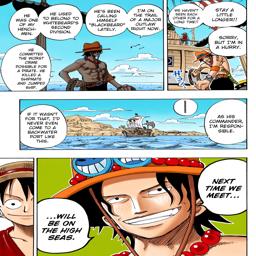 STAY A
LITTLE
LONGER!!
WE HAVEN'T
SEEN EACH
OTHER FOR A
LONG TIME!
SORRY,
BUT I'M IN
A HURRY.
I'M ON THE
TRAIL OF
A MAJOR
OUTLAW
RIGHT NOW.
HE'S BEEN
CALLING
HIMSELF
"BLACKBEARD"
LATELY.
HE USED TO
BELONG TO
WHITEBEARD'S
SECOND
DIVISION.
HE WAS
ONE OF MY
HENCH-
MEN.
HE
COMMITTED
THE WORST
CRIME
POSSIBLE FOR
A PIRATE. HE
KILLED A
SHIPMATE
AND JUMPED
SHIP.
AS HIS
COMMANDER,
I'M RESPON-
SIBLE.
IF IT WASN'T
FOR THAT,
I'D NEVER
EVEN COME
TO A BACK-
WATER PORT
LIKE THIS.
NEXT TIME
WE MEET...
...WILL
BE ON
THE HIGH
SEAS.